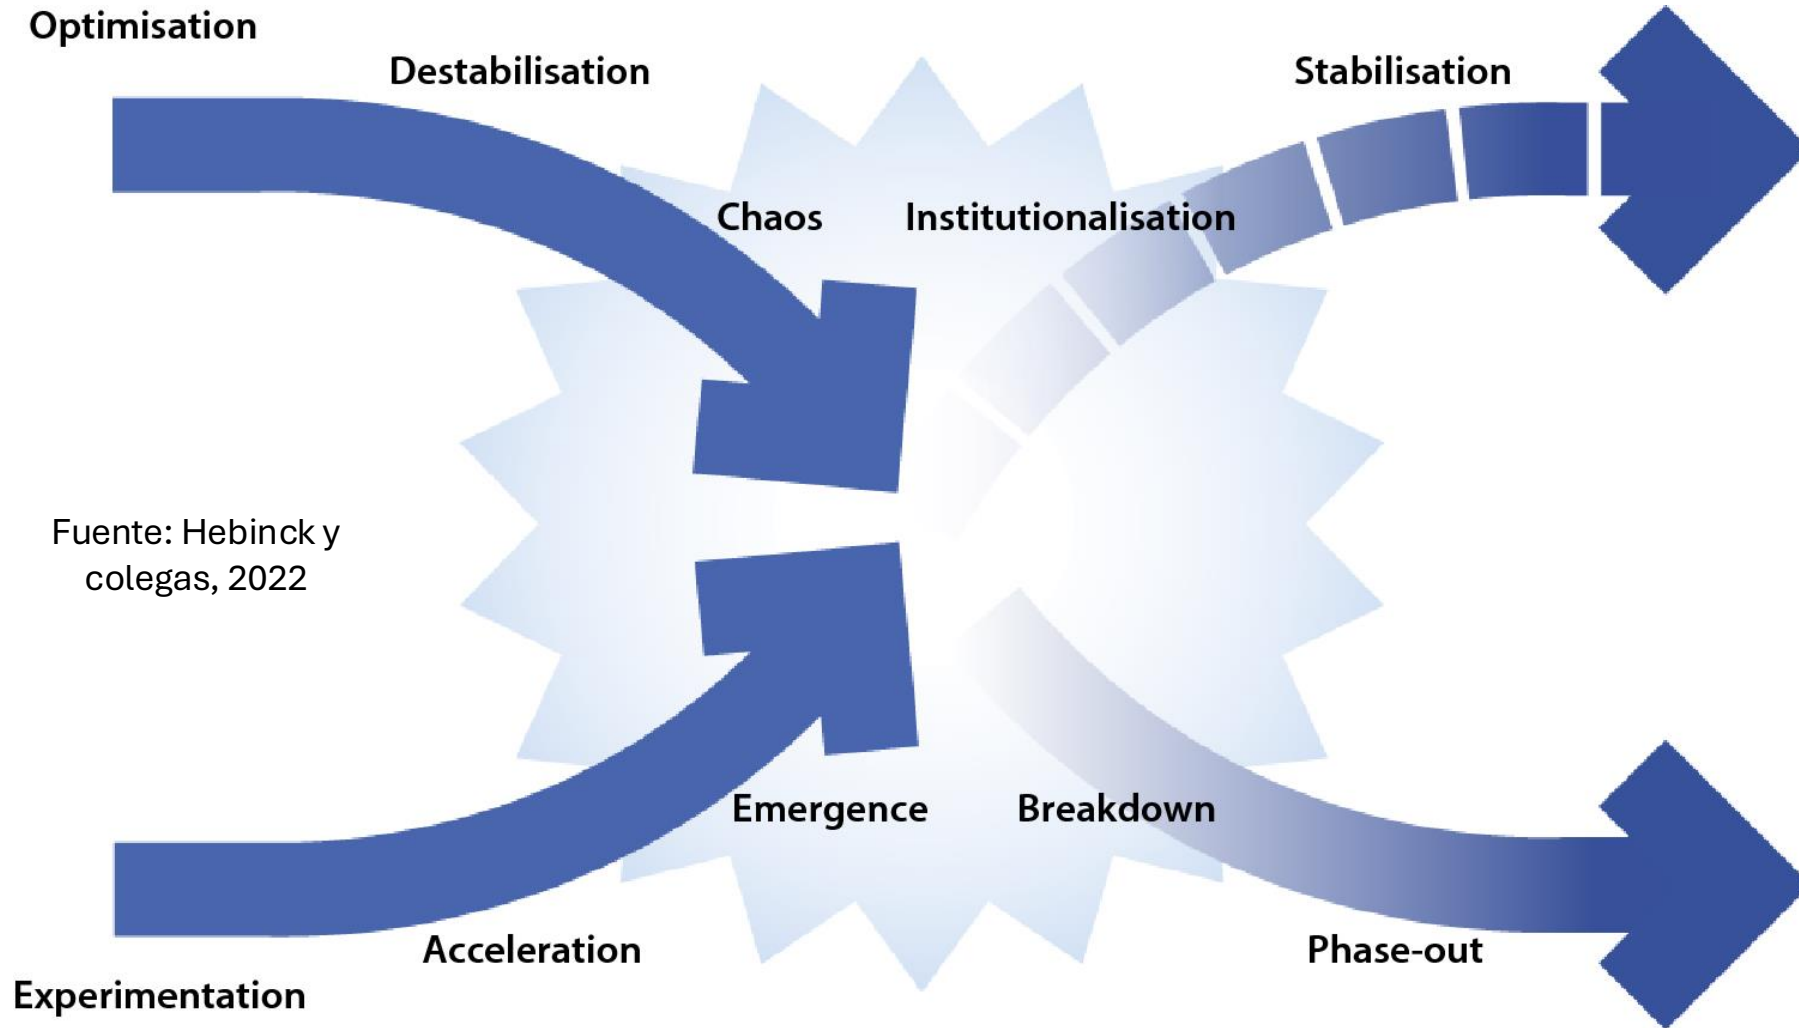 Optimisation
Destabilisation
Stabilisation
Chaos
Institutionalisation
Fuente: Hebinck y
colegas, 2022
Emergence
Breakdown
Acceleration
Phase-out
Experimentation